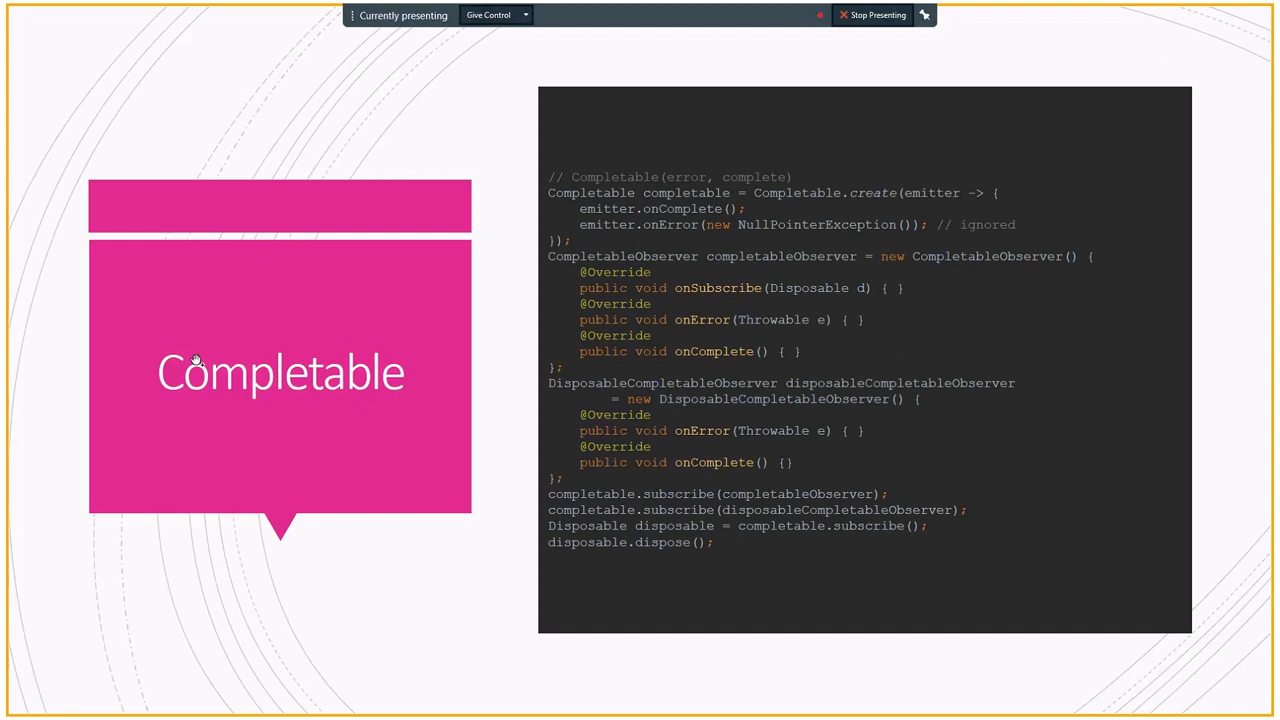 Currently presenting
Give Control
Stop Presenting
Completable
// Completable(error, complete)
Completable completable = Completable.create(emitter -> {
    emitter.onComplete();
    emitter.onError(new NullPointerException()); // ignored
});
CompletableObserver completableObserver = new CompletableObserver() {
    @Override
    public void onSubscribe(Disposable d) { }
    @Override
    public void onError(Throwable e) { }
    @Override
    public void onComplete() { }
};
DisposableCompletableObserver disposableCompletableObserver
        = new DisposableCompletableObserver() {
    @Override
    public void onError(Throwable e) { }
    @Override
    public void onComplete() {}
};
completable.subscribe(completableObserver);
completable.subscribe(disposableCompletableObserver);
Disposable disposable = completable.subscribe();
disposable.dispose();